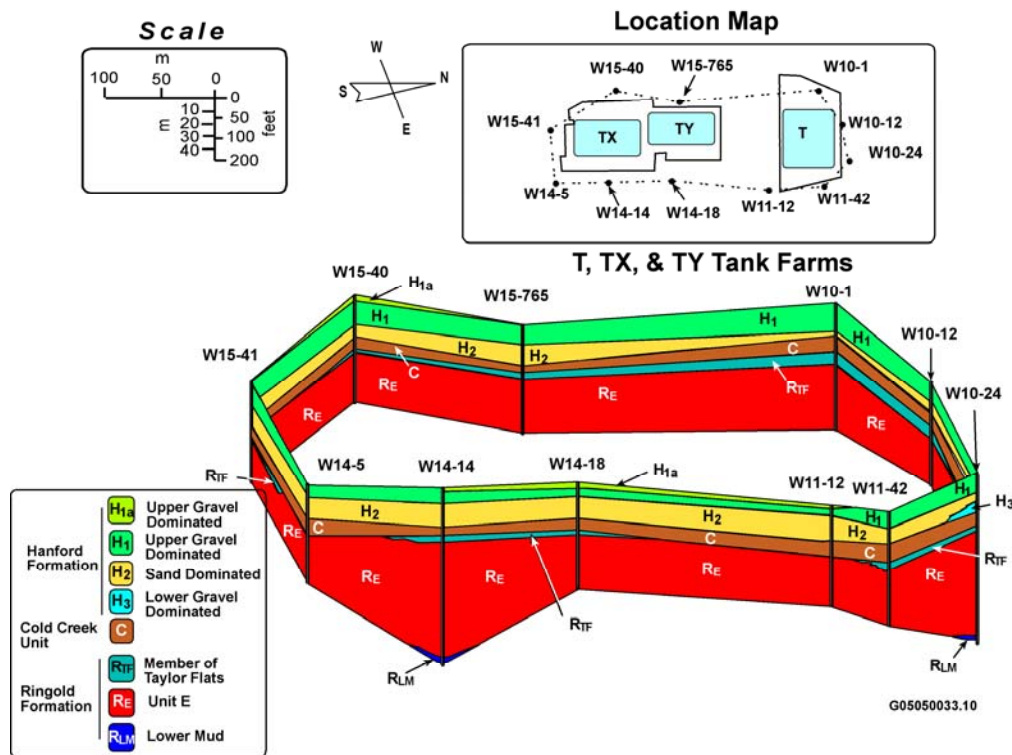 Scale
m
100 50 0
0
10
20
30
40
m
50
100
200
feet
W
S N
E
Location Map
W15-40
W15-765
W10-1
W15-41
TX
TY
T
W10-12
W10-24
W14-5
W14-14
W14-18
W11-12
W11-42
T, TX, & TY Tank Farms
W15-40
H1a
W15-765
W10-1
W15-41
H1
H1
H1
W10-12
H2
H2
C
C
W10-24
RE
RE
RTF
RE
RTF
W14-5
W14-14
W14-18
H1a
W11-12
W11-42
H1
H3
H2
H2
H1
H2
C
C
C
RTF
RE
RE
RE
RE
RE
RTF
RLM
RLM
G05050033.10
Hanford
Formation
H1a Upper Gravel
Dominated
H1 Upper Gravel
Dominated
H2 Sand Dominated
H3 Lower Gravel
Dominated
Cold Creek
Unit
C
Ringold
Formation
RTF Member of
Taylor Flats
RE Unit E
RLM Lower Mud